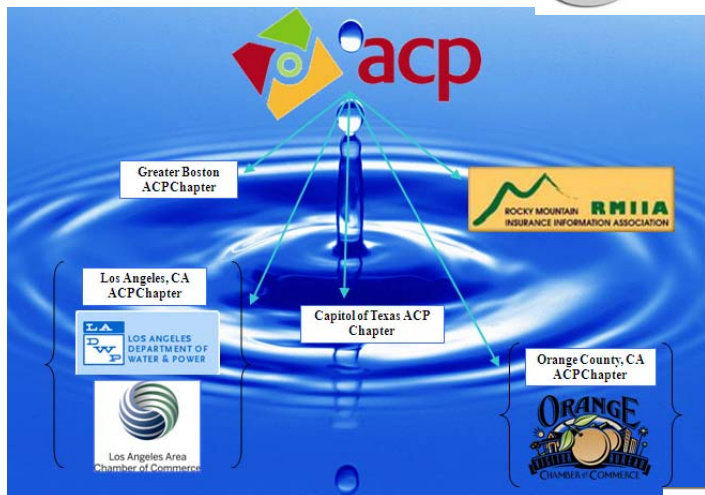 acp
Greater Boston
ACPChapter
ROCKY MOUNTAIN RMIIA
INSURANCE INFORMATION ASSOCIATION
Los Angeles, CA
ACPChapter
LA
DWP
LOS ANGELES
DEPARTMENT OF
WATER & POWER
Los Angeles Area
Chamber of Commerce
Capitol of Texas ACP
Chapter
Orange County, CA
ACPChapter
ORANGE
VISITOR BUREAU
CHAMBER of COMMERCE